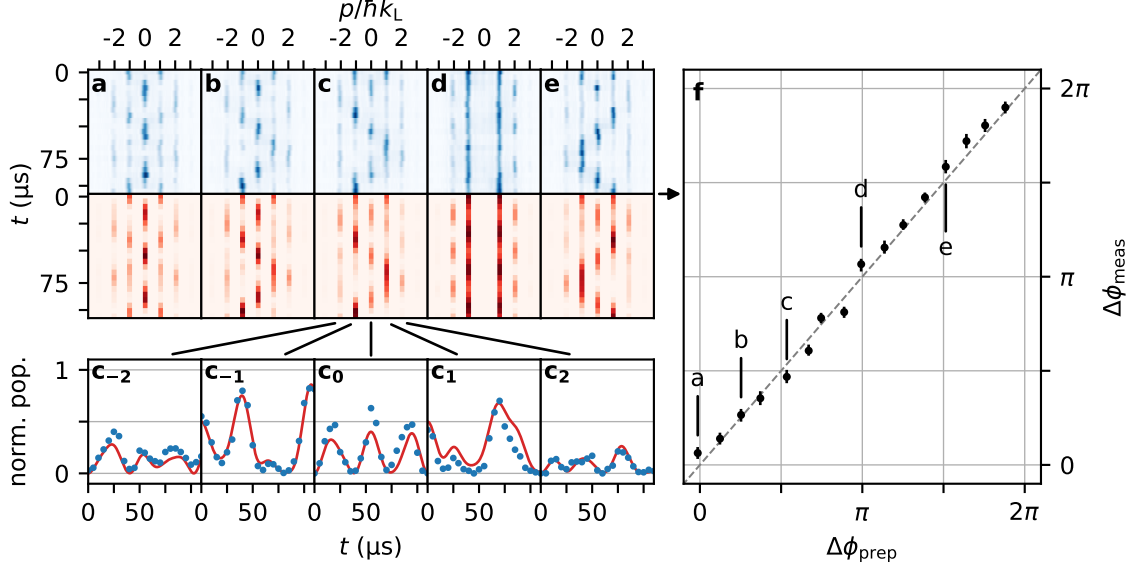 p/ħk_L
-2 0 2 -2 0 2 -2 0 2 -2 0 2 -2 0 2
a b c d e
0
75
0
75
t (µs)
c₋₂ c₋₁ c₀ c₁ c₂
1
0
norm. pop.
0 50 0 50 0 50 0 50 0 50
t (µs)
f
a
b
c
d
e
2π
π
0
Δϕ_meas
0 π 2π
Δϕ_prep